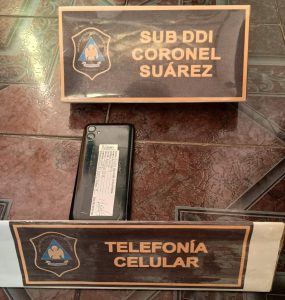 SUB DDI
CORONEL
SUÁREZ
TELEFONÍA
CELULAR